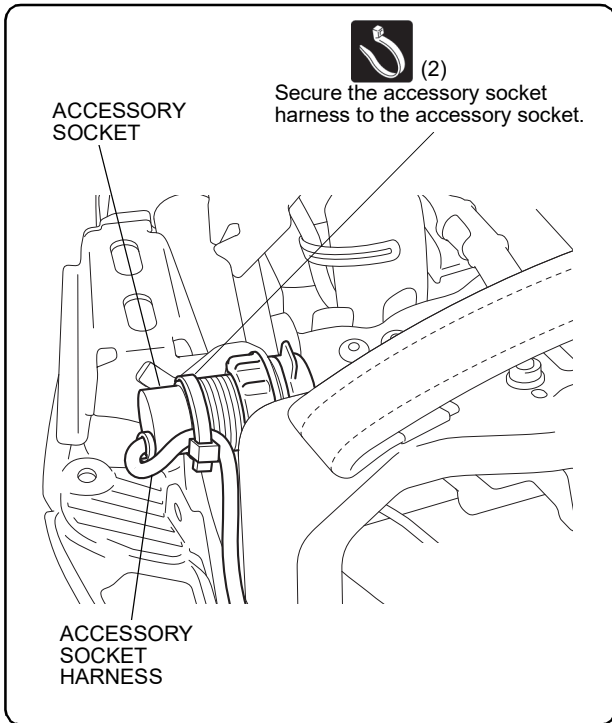 (2)
Secure the accessory socket
harness to the accessory socket.
ACCESSORY
SOCKET
ACCESSORY
SOCKET
HARNESS